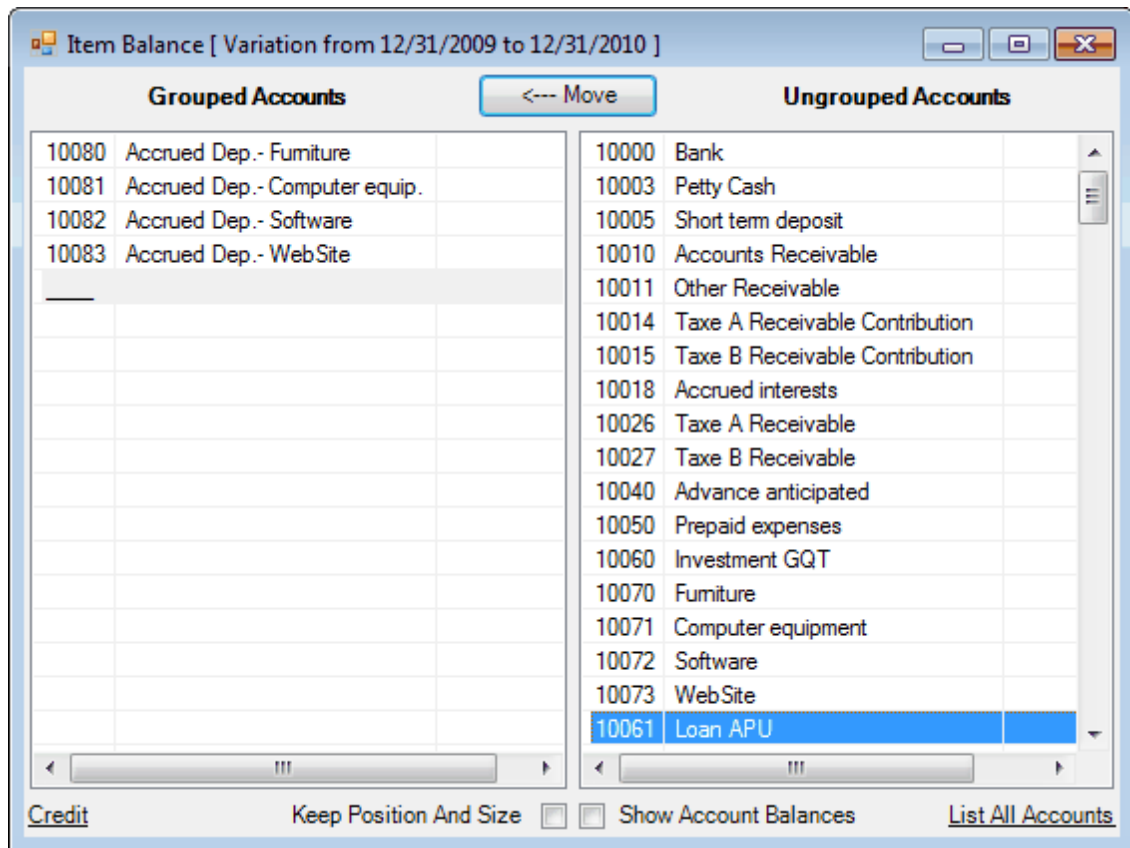 Item Balance [ Variation from 12/31/2009 to 12/31/2010 ]
Grouped Accounts
<--- Move
Ungrouped Accounts
10080 Accrued Dep.- Furniture
10081 Accrued Dep.- Computer equip.
10082 Accrued Dep.- Software
10083 Accrued Dep.- WebSite
10000 Bank
10003 Petty Cash
10005 Short term deposit
10010 Accounts Receivable
10011 Other Receivable
10014 Taxe A Receivable Contribution
10015 Taxe B Receivable Contribution
10018 Accrued interests
10026 Taxe A Receivable
10027 Taxe B Receivable
10040 Advance anticipated
10050 Prepaid expenses
10060 Investment GQT
10070 Furniture
10071 Computer equipment
10072 Software
10073 WebSite
10061 Loan APU
Credit
Keep Position And Size
Show Account Balances
List All Accounts